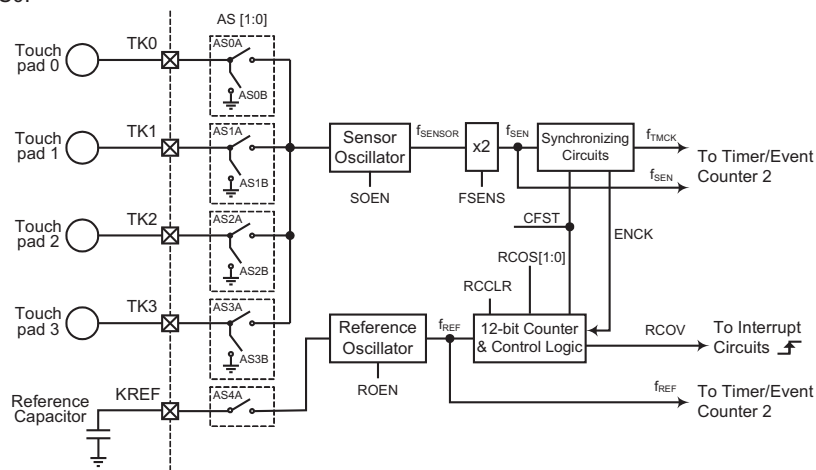 AS [1:0]
Touch
pad 0
TK0
AS0A
AS0B
Touch
pad 1
TK1
AS1A
AS1B
Touch
pad 2
TK2
AS2A
AS2B
Touch
pad 3
TK3
AS3A
AS3B
Reference
Capacitor
KREF
AS4A
Sensor
Oscillator
SOEN
fSENSOR
x2
FSENS
fSEN
Synchronizing
Circuits
fTMCK
fSEN
To Timer/Event
Counter 2
CFST
ENCK
RCOS[1:0]
RCCLR
Reference
Oscillator
ROEN
fREF
12-bit Counter
& Control Logic
RCOV
To Interrupt
Circuits
fREF
To Timer/Event
Counter 2